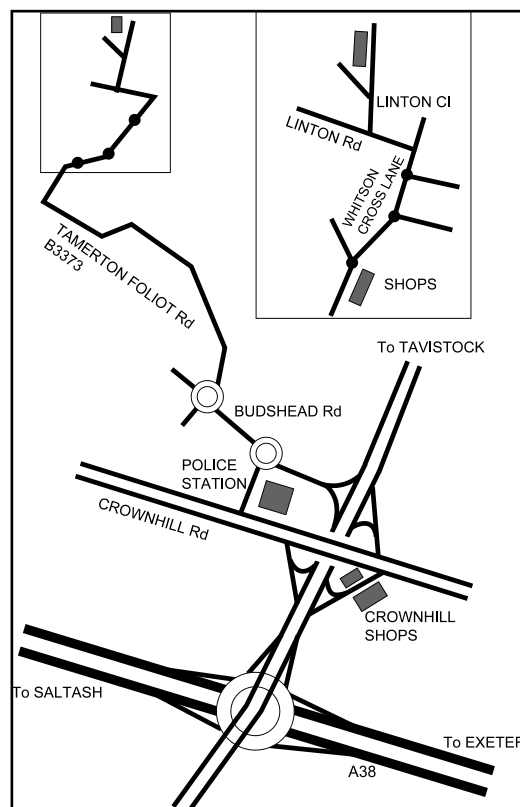 LINTON Cl
LINTON Rd
WHITSON
CROSS LANE
SHOPS
TAMERTON FOLIOT Rd
B3373
To TAVISTOCK
BUDSHEAD Rd
POLICE
STATION
CROWNHILL Rd
CROWNHILL
SHOPS
To SALTASH
To EXETER
A38